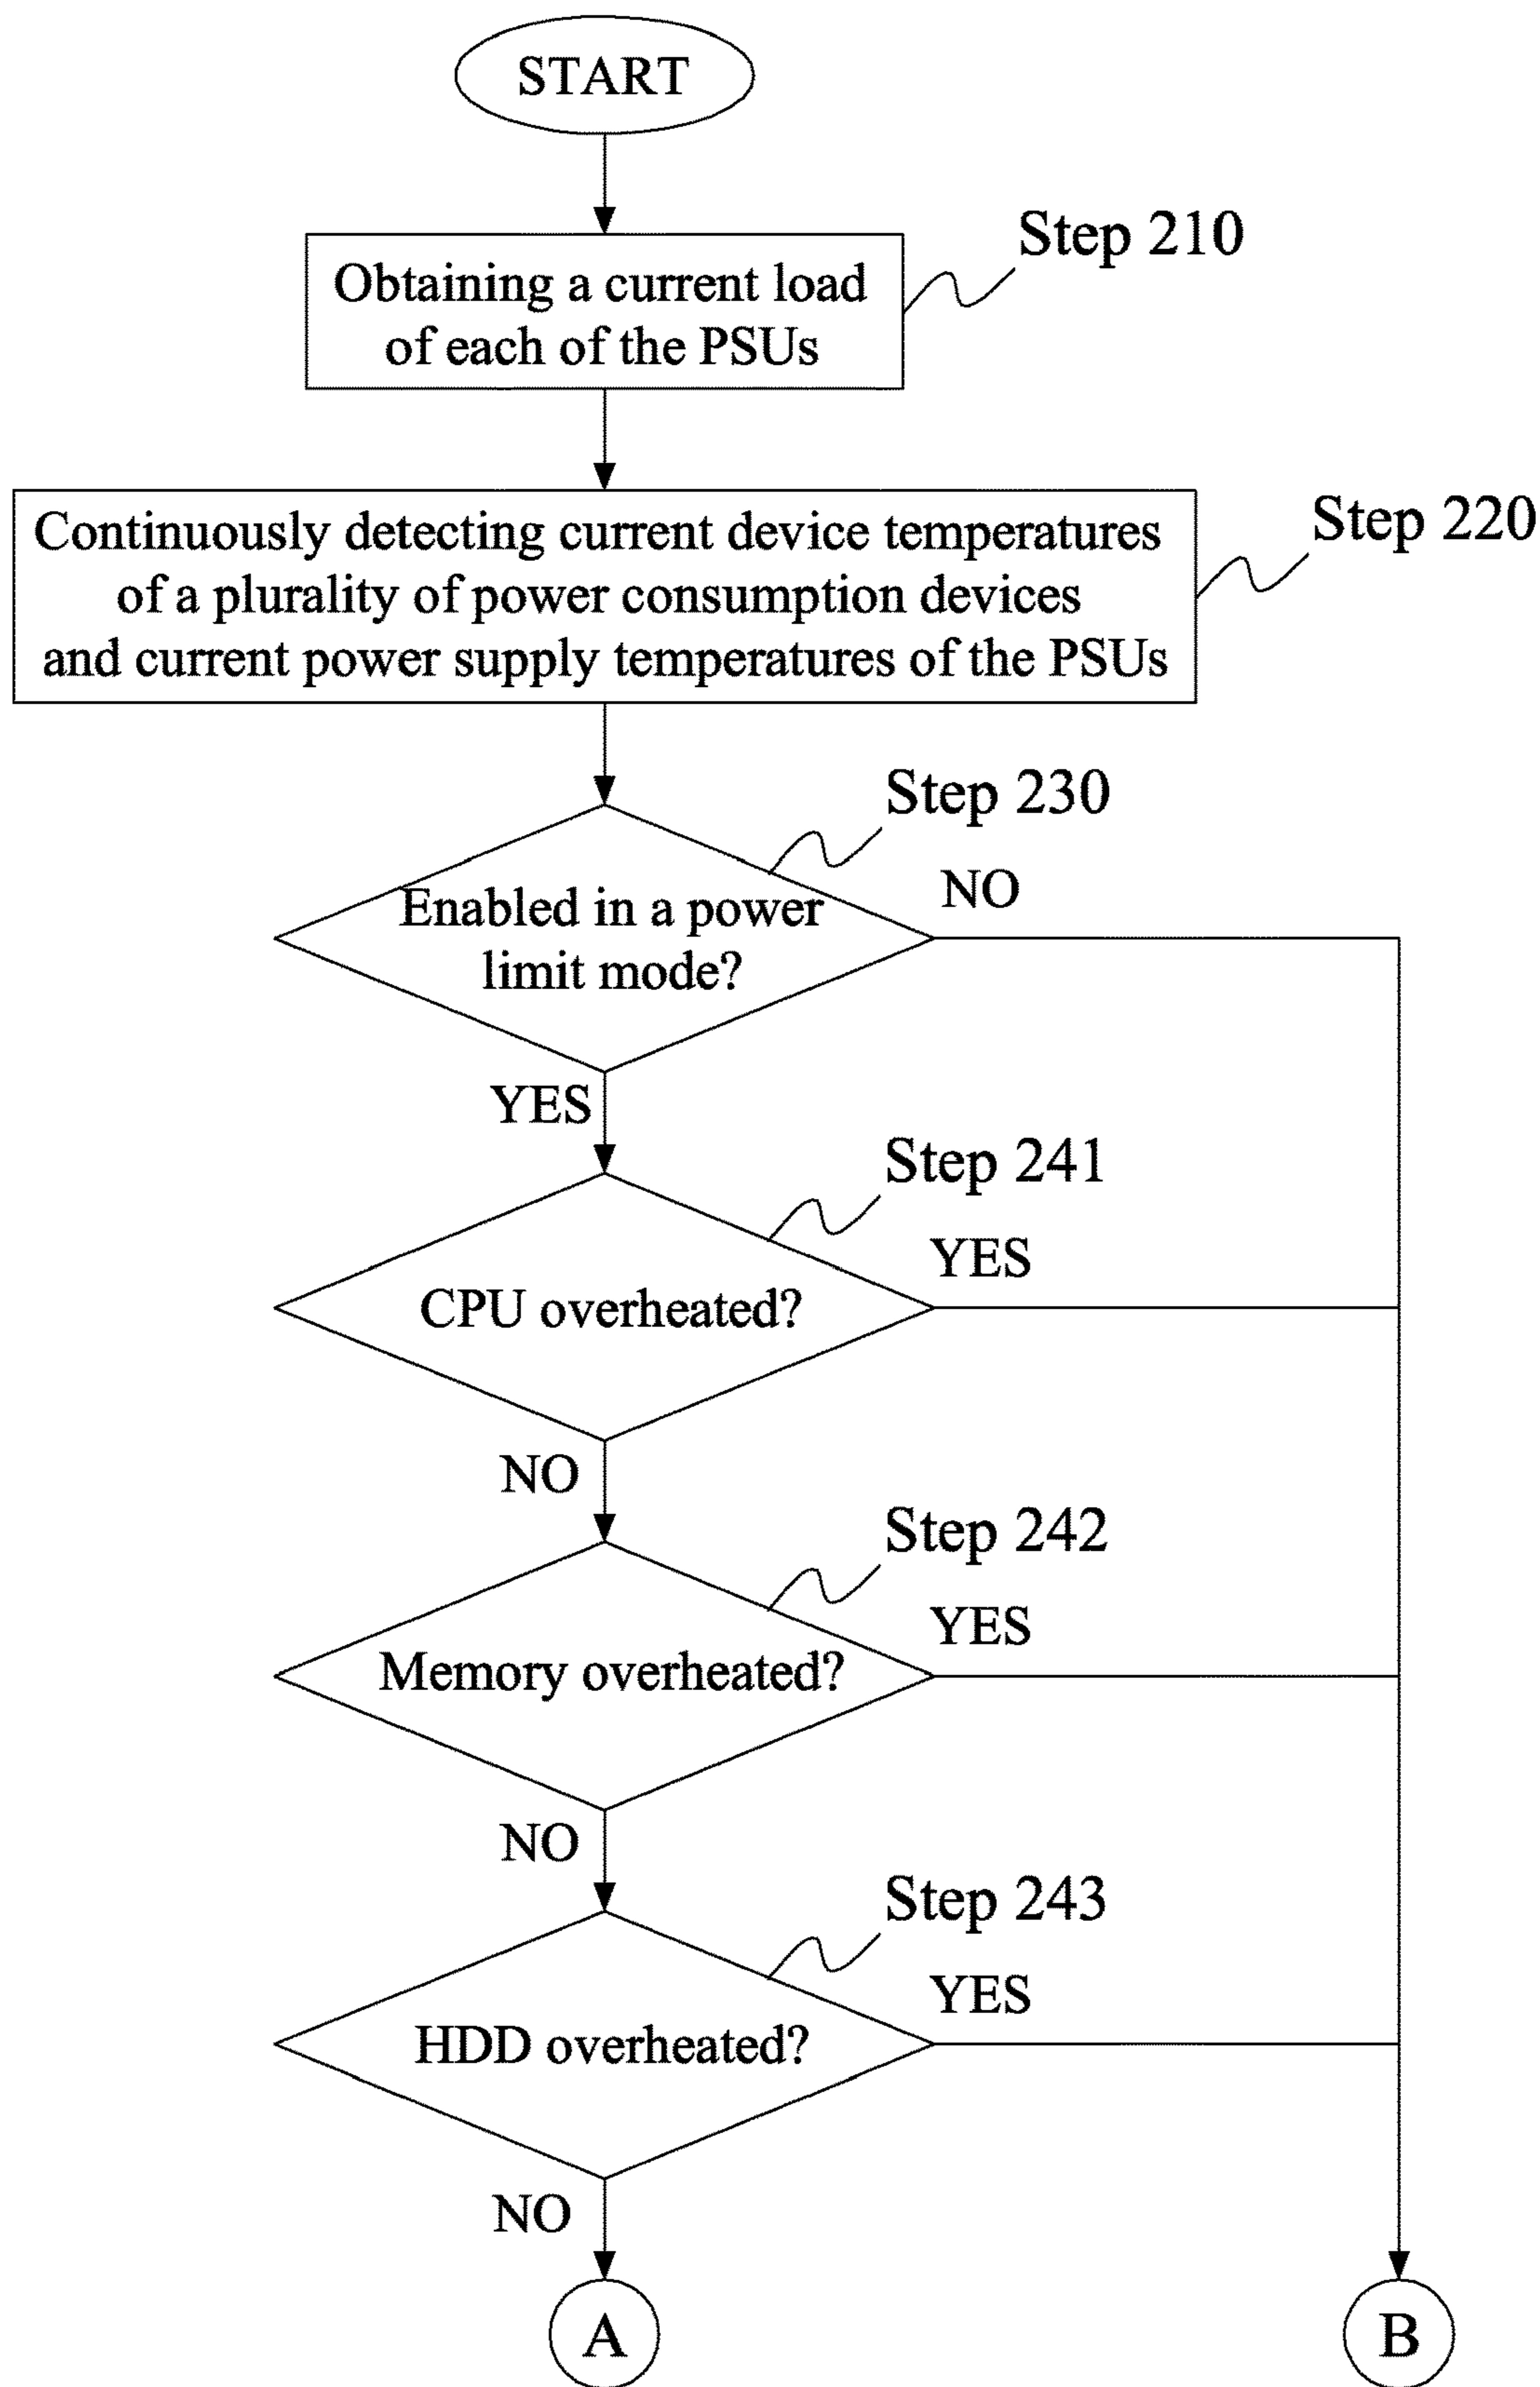 START
Step 210
Obtaining a current load
of each of the PSUs
Step 220
Continuously detecting current device temperatures
of a plurality of power consumption devices
and current power supply temperatures of the PSUs
Step 230
NO
Enabled in a power
limit mode?
YES
Step 241
YES
CPU overheated?
NO
Step 242
YES
Memory overheated?
NO
Step 243
YES
HDD overheated?
NO
A
B